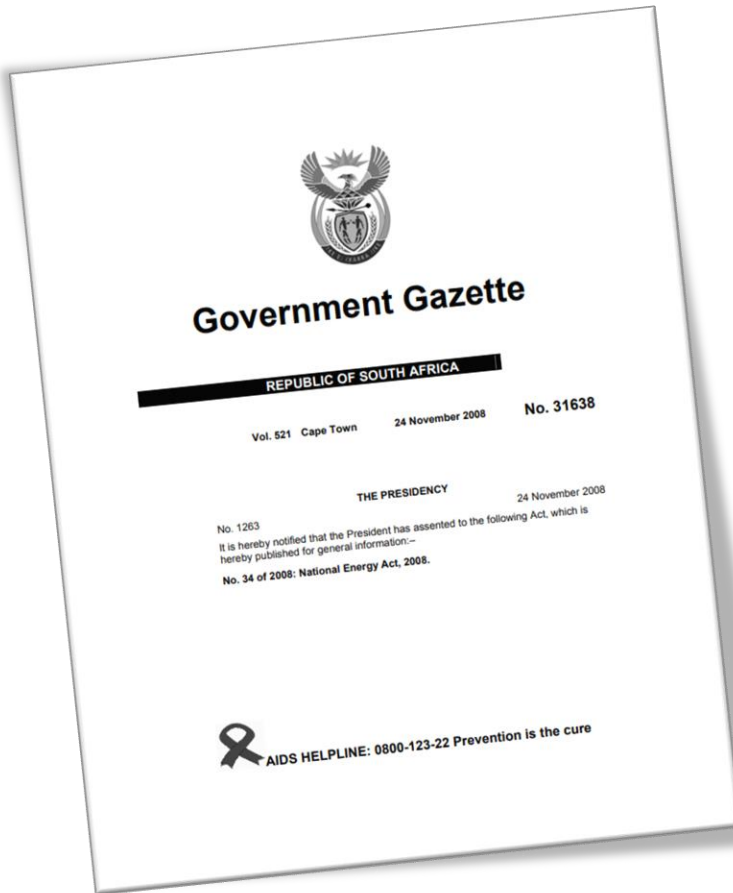 Government Gazette
REPUBLIC OF SOUTH AFRICA
Vol. 521 Cape Town 24 November 2008 No. 31638
THE PRESIDENCY
No. 1263 24 November 2008
It is hereby notified that the President has assented to the following Act, which is
hereby published for general information:–
No. 34 of 2008: National Energy Act, 2008.
AIDS HELPLINE: 0800-123-22 Prevention is the cure